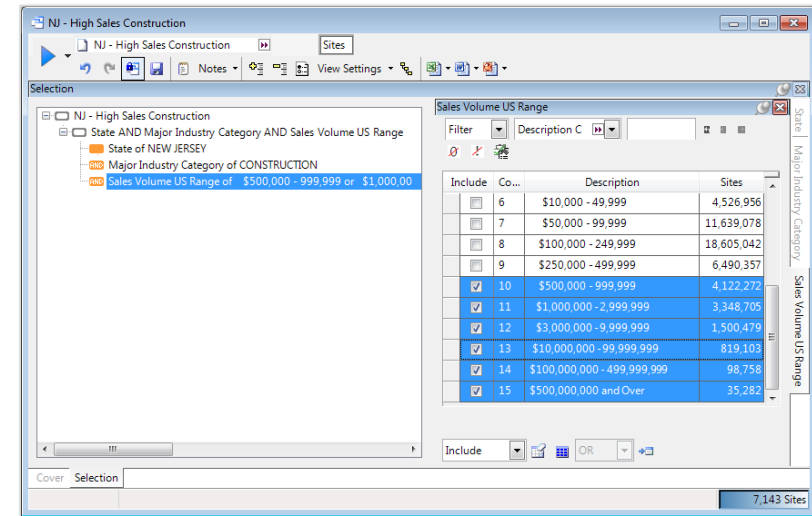 NJ - High Sales Construction
NJ - High Sales Construction Sites
Notes View Settings
Selection
NJ - High Sales Construction
State AND Major Industry Category AND Sales Volume US Range
State of NEW JERSEY
AND Major Industry Category of CONSTRUCTION
AND Sales Volume US Range of $500,000 - 999,999 or $1,000,00
Sales Volume US Range
Filter Description C
Include Co... Description Sites
6 $10,000 - 49,999 4,526,956
7 $50,000 - 99,999 11,639,078
8 $100,000 - 249,999 18,605,042
9 $250,000 - 499,999 6,490,357
10 $500,000 - 999,999 4,122,272
11 $1,000,000 - 2,999,999 3,348,705
12 $3,000,000 - 9,999,999 1,500,479
13 $10,000,000 - 99,999,999 819,103
14 $100,000,000 - 499,999,999 98,758
15 $500,000,000 and Over 35,282
Include OR
State
Major Industry Category
Sales Volume US Range
Cover Selection
7,143 Sites